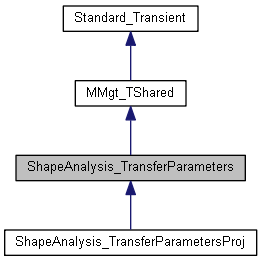 Standard_Transient
MMgt_TShared
ShapeAnalysis_TransferParameters
ShapeAnalysis_TransferParametersProj